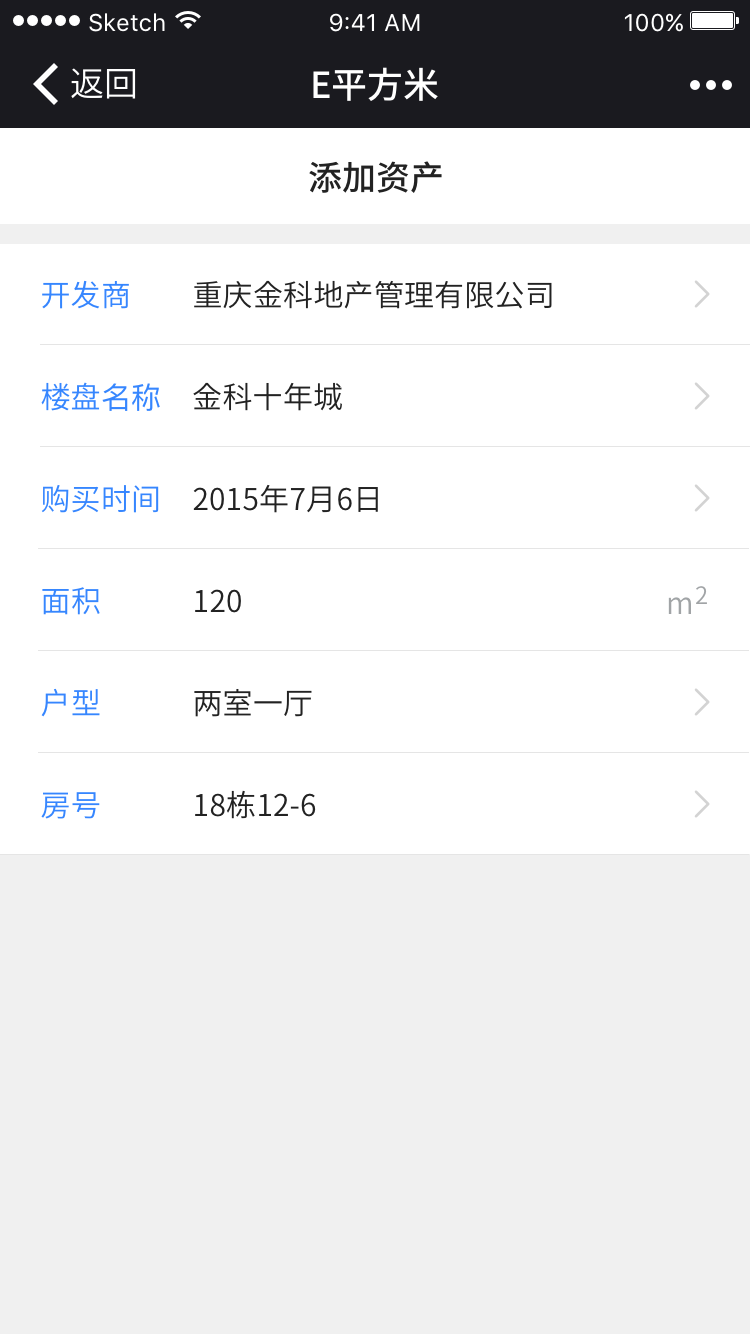 Sketch 9:41 AM 100%
返回 E平方米
添加资产
开发商 重庆金科地产管理有限公司
楼盘名称 金科十年城
购买时间 2015年7月6日
面积 120 m²
户型 两室一厅
房号 18栋12-6